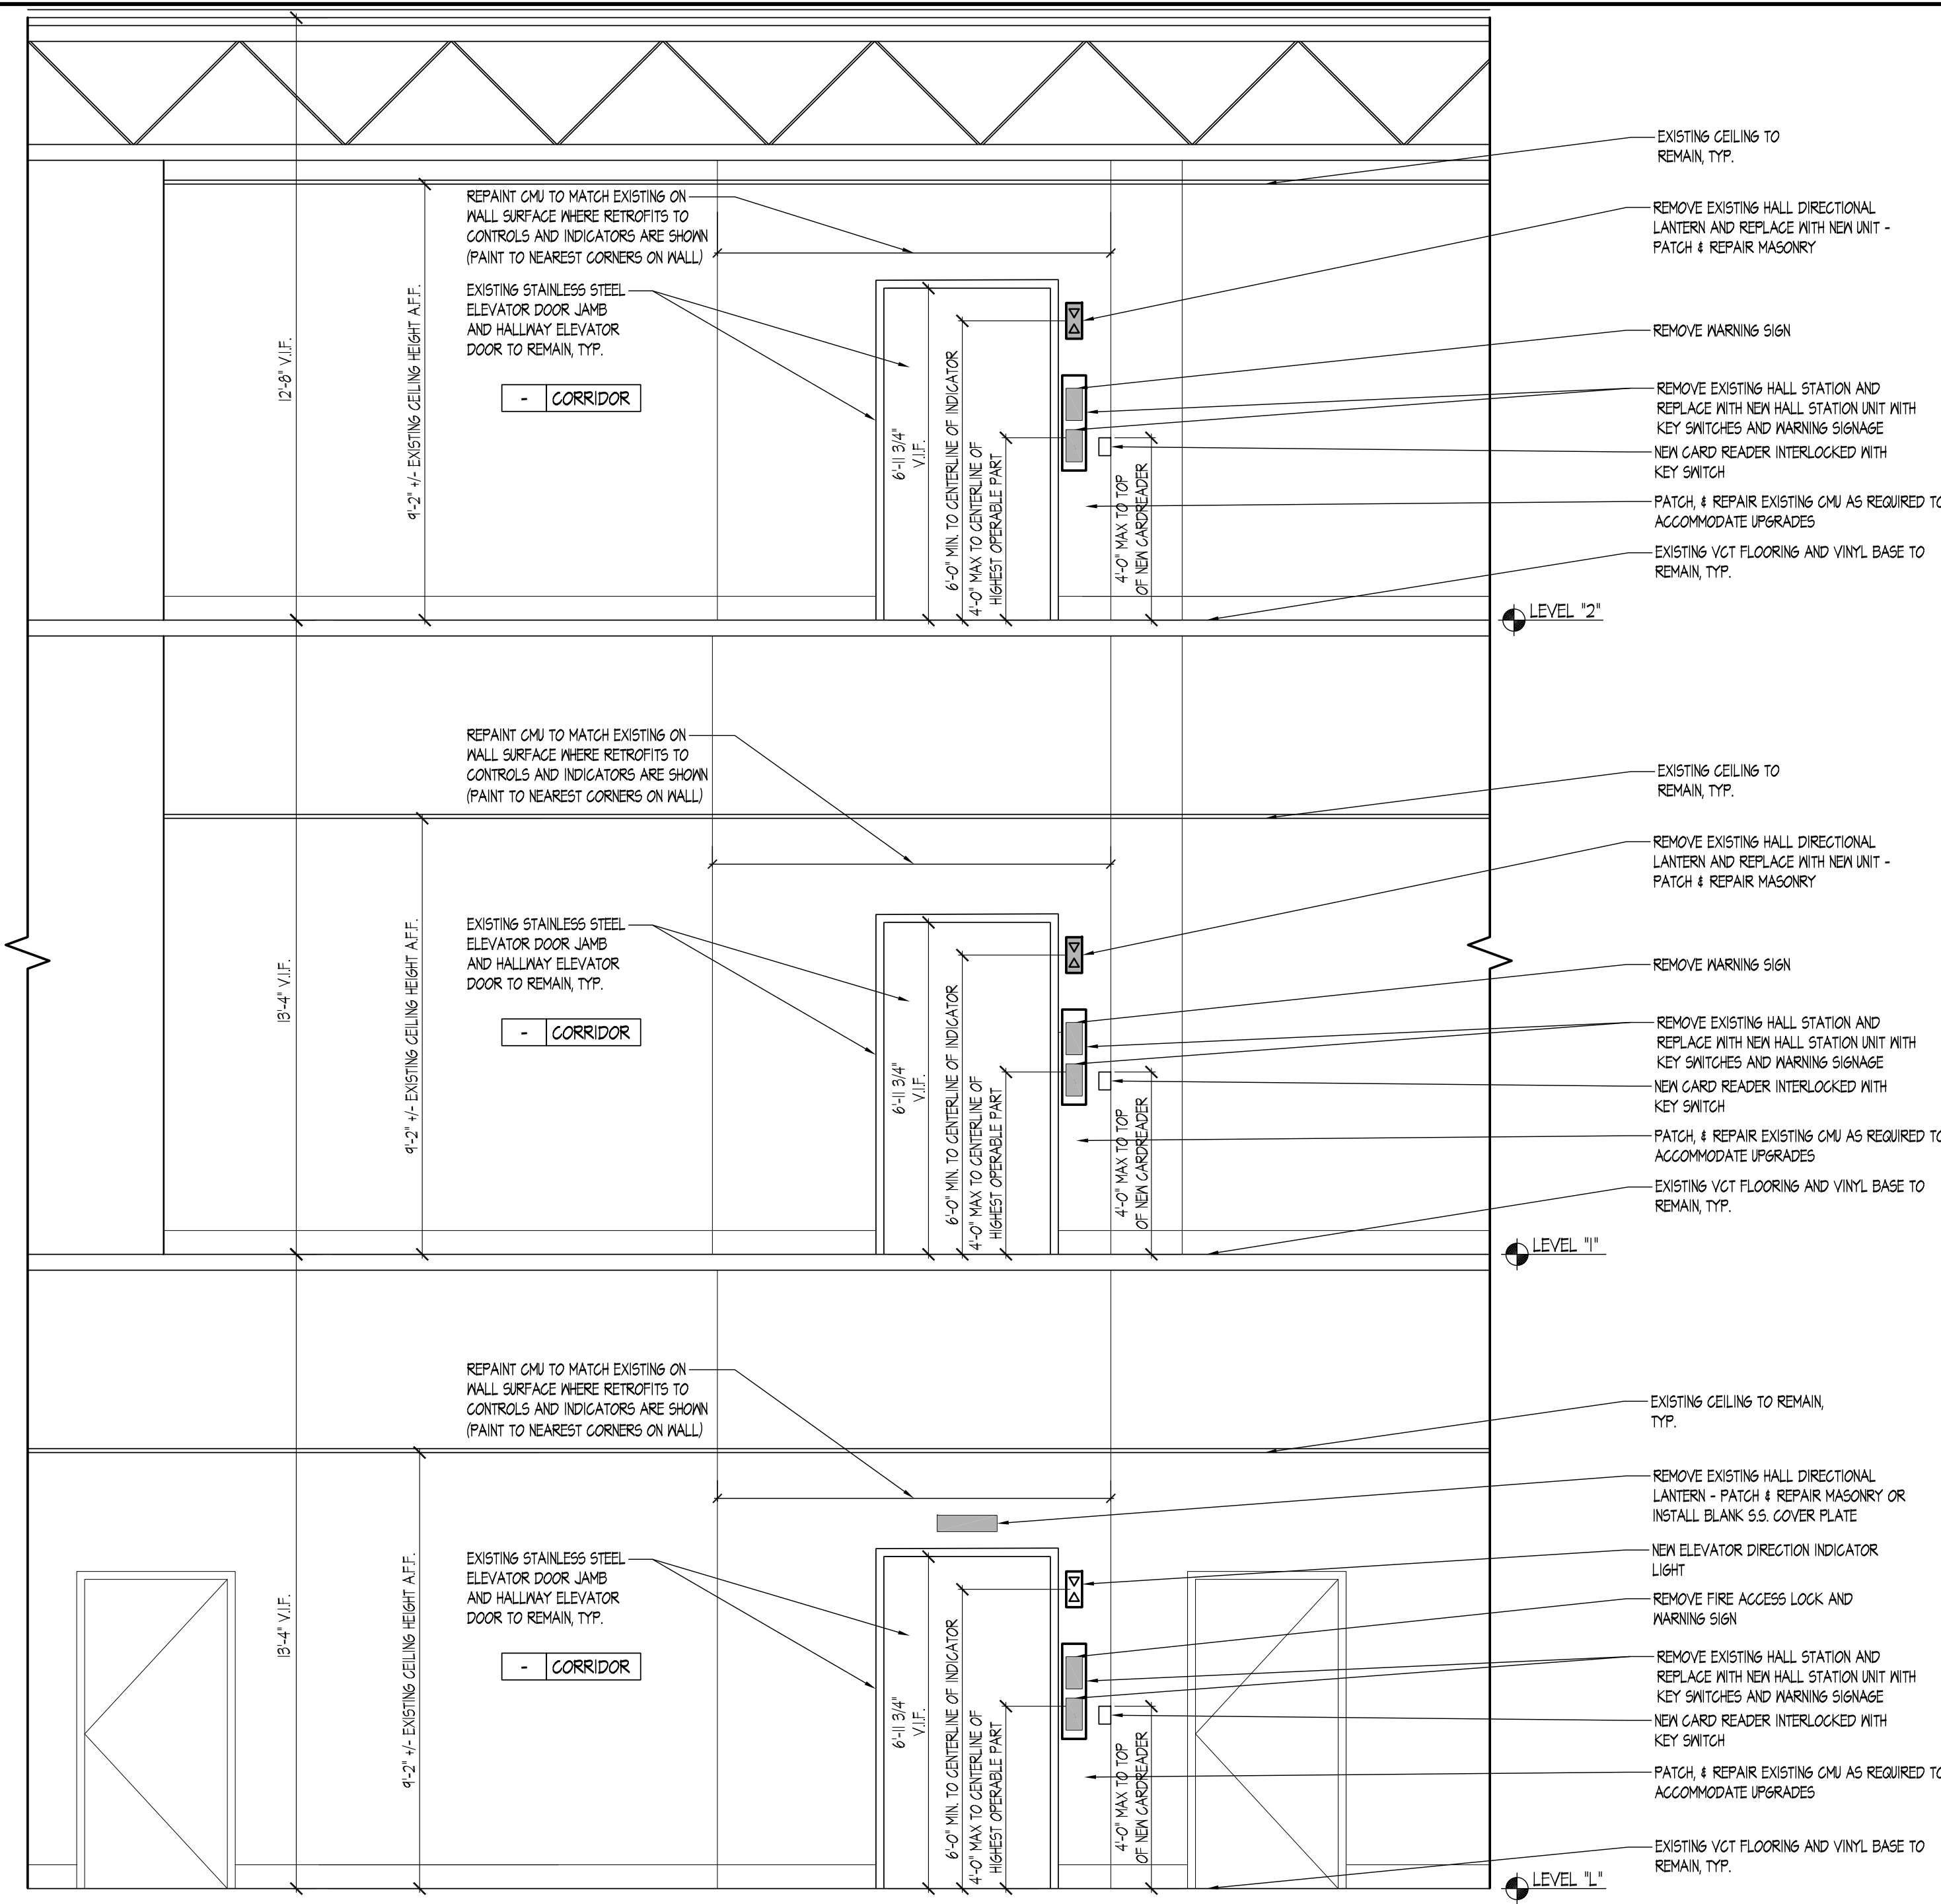 EXISTING CEILING TO
REMAIN, TYP.
REPAINT CMU TO MATCH EXISTING ON
WALL SURFACE WHERE RETROFITS TO
CONTROLS AND INDICATORS ARE SHOWN
(PAINT TO NEAREST CORNERS ON WALL)
REMOVE EXISTING HALL DIRECTIONAL
LANTERN AND REPLACE WITH NEW UNIT -
PATCH & REPAIR MASONRY
EXISTING STAINLESS STEEL
ELEVATOR DOOR JAMB
AND HALLWAY ELEVATOR
DOOR TO REMAIN, TYP.
- CORRIDOR
12'-8" V.I.F.
9'-2" +/- EXISTING CEILING HEIGHT A.F.F.
6'-11 3/4"
V.I.F.
6'-0" MIN. TO CENTERLINE OF INDICATOR
4'-0" MAX TO CENTERLINE OF
HIGHEST OPERABLE PART
4'-0" MAX TO TOP
OF NEW CARDREADER
REMOVE WARNING SIGN
REMOVE EXISTING HALL STATION AND
REPLACE WITH NEW HALL STATION UNIT WITH
KEY SWITCHES AND WARNING SIGNAGE
NEW CARD READER INTERLOCKED WITH
KEY SWITCH
PATCH, & REPAIR EXISTING CMU AS REQUIRED TO
ACCOMMODATE UPGRADES
EXISTING VCT FLOORING AND VINYL BASE TO
REMAIN, TYP.
LEVEL "2"
REPAINT CMU TO MATCH EXISTING ON
WALL SURFACE WHERE RETROFITS TO
CONTROLS AND INDICATORS ARE SHOWN
(PAINT TO NEAREST CORNERS ON WALL)
EXISTING CEILING TO
REMAIN, TYP.
REMOVE EXISTING HALL DIRECTIONAL
LANTERN AND REPLACE WITH NEW UNIT -
PATCH & REPAIR MASONRY
EXISTING STAINLESS STEEL
ELEVATOR DOOR JAMB
AND HALLWAY ELEVATOR
DOOR TO REMAIN, TYP.
- CORRIDOR
13'-4" V.I.F.
9'-2" +/- EXISTING CEILING HEIGHT A.F.F.
6'-11 3/4"
V.I.F.
6'-0" MIN. TO CENTERLINE OF INDICATOR
4'-0" MAX TO CENTERLINE OF
HIGHEST OPERABLE PART
4'-0" MAX TO TOP
OF NEW CARDREADER
REMOVE WARNING SIGN
REMOVE EXISTING HALL STATION AND
REPLACE WITH NEW HALL STATION UNIT WITH
KEY SWITCHES AND WARNING SIGNAGE
NEW CARD READER INTERLOCKED WITH
KEY SWITCH
PATCH, & REPAIR EXISTING CMU AS REQUIRED TO
ACCOMMODATE UPGRADES
EXISTING VCT FLOORING AND VINYL BASE TO
REMAIN, TYP.
LEVEL "1"
REPAINT CMU TO MATCH EXISTING ON
WALL SURFACE WHERE RETROFITS TO
CONTROLS AND INDICATORS ARE SHOWN
(PAINT TO NEAREST CORNERS ON WALL)
EXISTING CEILING TO REMAIN,
TYP.
REMOVE EXISTING HALL DIRECTIONAL
LANTERN - PATCH & REPAIR MASONRY OR
INSTALL BLANK S.S. COVER PLATE
EXISTING STAINLESS STEEL
ELEVATOR DOOR JAMB
AND HALLWAY ELEVATOR
DOOR TO REMAIN, TYP.
- CORRIDOR
13'-4" V.I.F.
9'-2" +/- EXISTING CEILING HEIGHT A.F.F.
6'-11 3/4"
V.I.F.
6'-0" MIN. TO CENTERLINE OF INDICATOR
4'-0" MAX TO CENTERLINE OF
HIGHEST OPERABLE PART
4'-0" MAX TO TOP
OF NEW CARDREADER
NEW ELEVATOR DIRECTION INDICATOR
LIGHT
REMOVE FIRE ACCESS LOCK AND
WARNING SIGN
REMOVE EXISTING HALL STATION AND
REPLACE WITH NEW HALL STATION UNIT WITH
KEY SWITCHES AND WARNING SIGNAGE
NEW CARD READER INTERLOCKED WITH
KEY SWITCH
PATCH, & REPAIR EXISTING CMU AS REQUIRED TO
ACCOMMODATE UPGRADES
EXISTING VCT FLOORING AND VINYL BASE TO
REMAIN, TYP.
LEVEL "L"